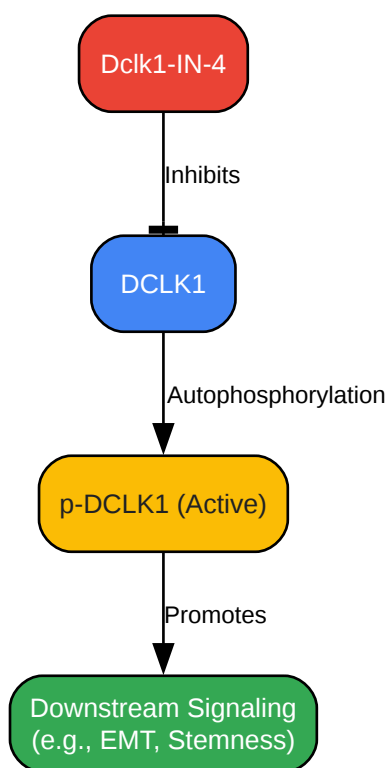 Dclk1-IN-4
Inhibits
DCLK1
Autophosphorylation
p-DCLK1 (Active)
Promotes
Downstream Signaling
(e.g., EMT, Stemness)